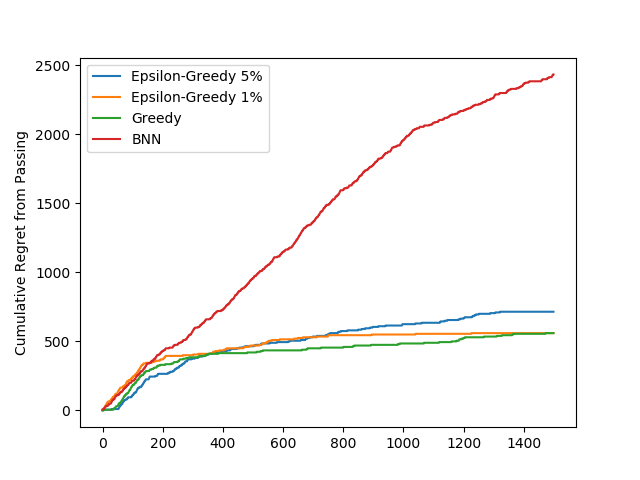 2500
2000
1500
1000
500
0
Cumulative Regret from Passing
Epsilon-Greedy 5%
Epsilon-Greedy 1%
Greedy
BNN
0 200 400 600 800 1000 1200 1400